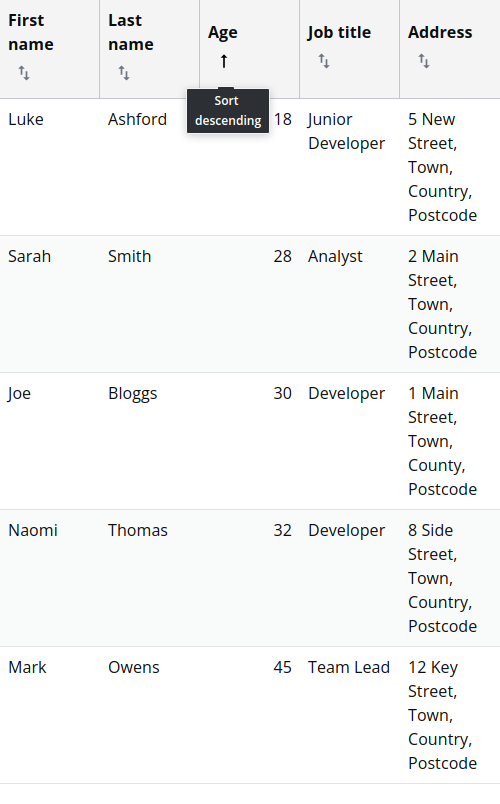 First name
Last name
Age
Job title
Address
Sort descending
Luke
Ashford
18
Junior Developer
5 New Street, Town, Country, Postcode
Sarah
Smith
28
Analyst
2 Main Street, Town, Country, Postcode
Joe
Bloggs
30
Developer
1 Main Street, Town, County, Postcode
Naomi
Thomas
32
Developer
8 Side Street, Town, Country, Postcode
Mark
Owens
45
Team Lead
12 Key Street, Town, Country, Postcode